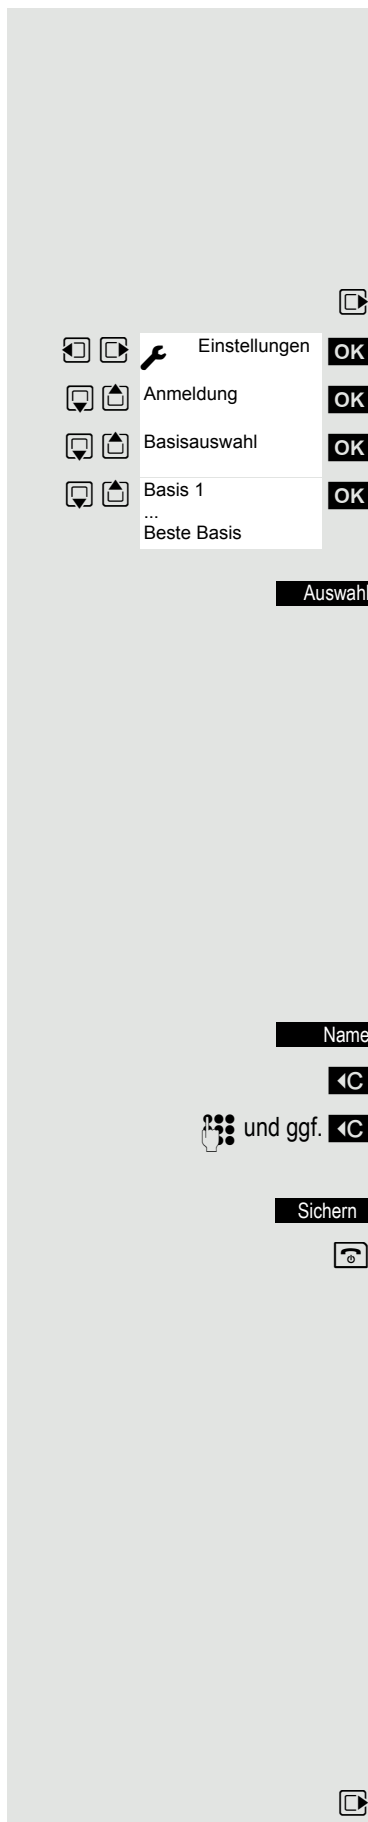 Einstellungen OK
Anmeldung OK
Basisauswahl OK
Basis 1 OK
...
Beste Basis
Auswahl
Name
C
und ggf. C
Sichern